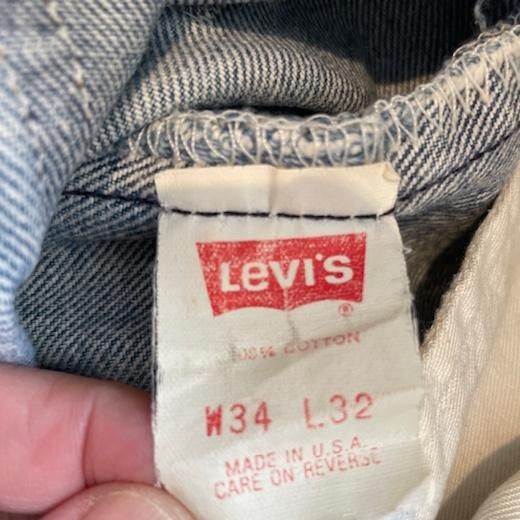 LEVI'S
®
100% COTTON
W34 L32
MADE IN U.S.A.
CARE ON REVERSE